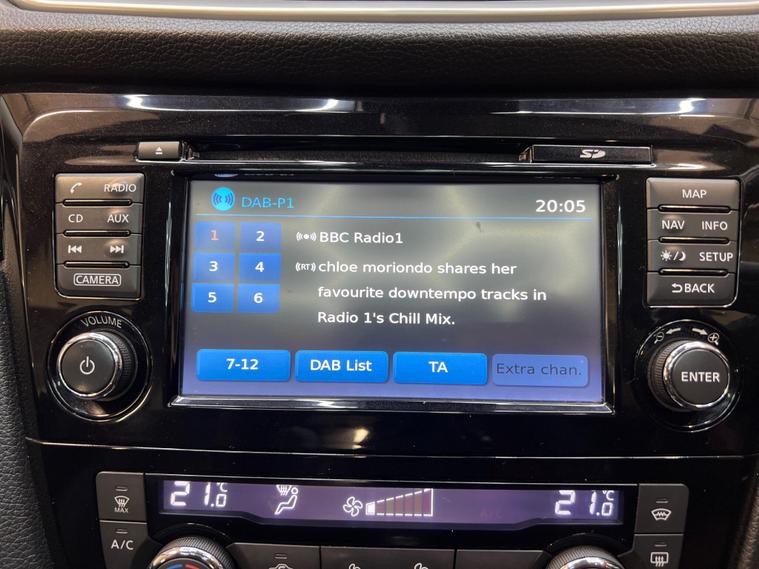 SD
RADIO
CD AUX
CAMERA
VOLUME
DAB-P1
20:05
1 2
BBC Radio1
3 4
(RT) chloe moriondo shares her
favourite downtempo tracks in
5 6
Radio 1's Chill Mix.
7-12
DAB List
TA
Extra chan.
MAP
NAV INFO
SETUP
BACK
ENTER
21.0°C
21.0°C
MAX
A/C
A/C